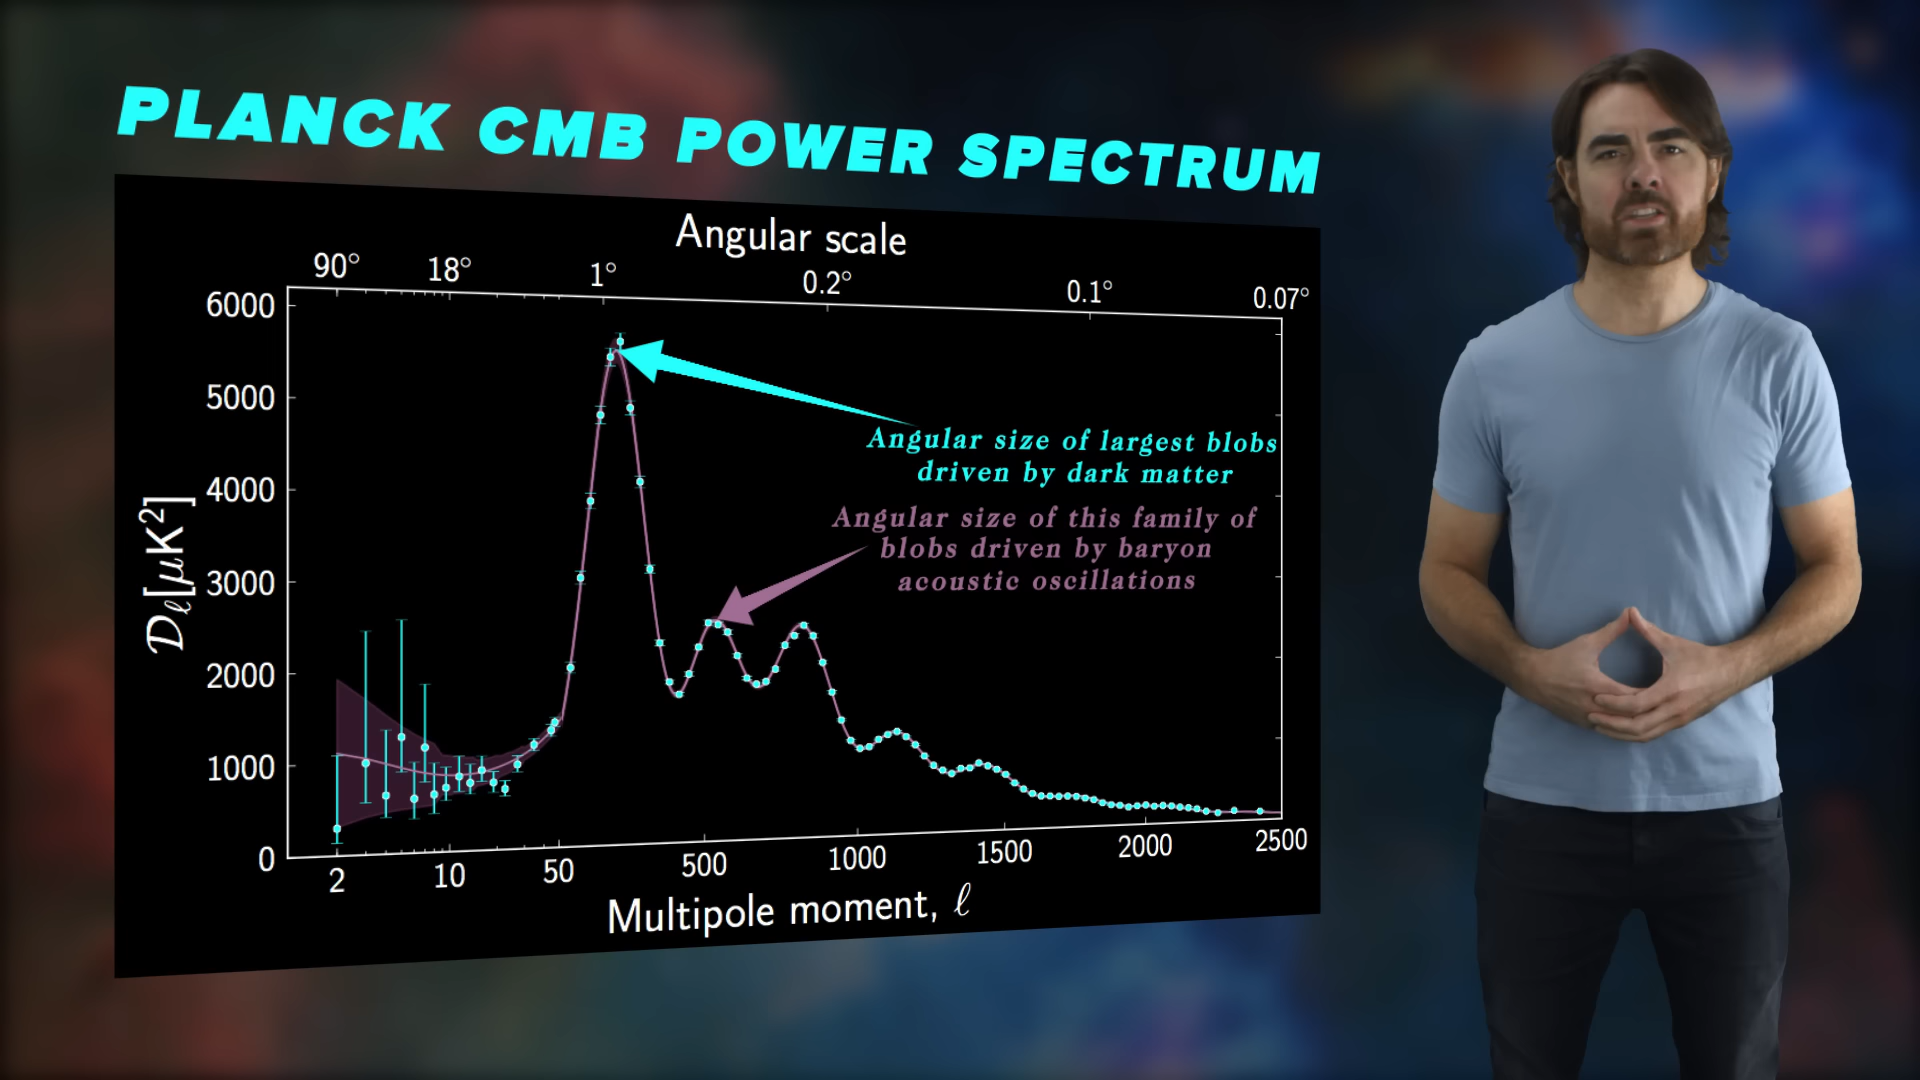 PLANCK CMB POWER SPECTRUM
Angular scale
90° 18° 1° 0.2° 0.1° 0.07°
6000
5000
4000
3000
2000
1000
0
𝒟ℓ[μK²]
Angular size of largest blobs
driven by dark matter
Angular size of this family of
blobs driven by baryon
acoustic oscillations
2 10 50 500 1000 1500 2000 2500
Multipole moment, ℓ